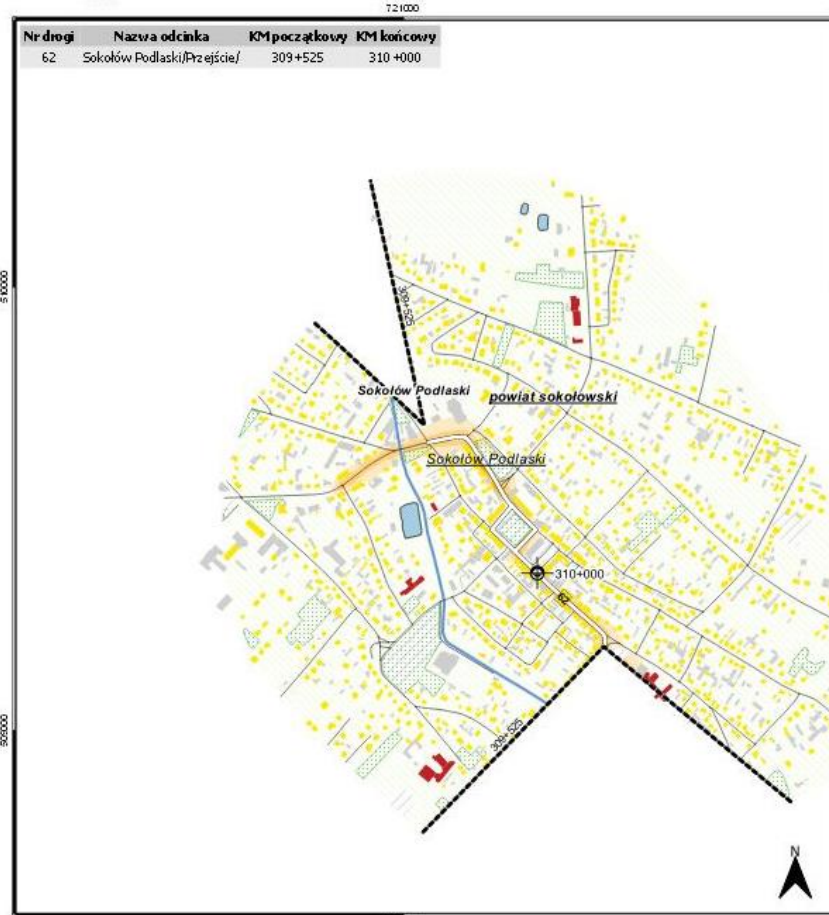 721000
Nr drogi Nazwa odcinka KM początkowy KM końcowy
62 Sokołów Podlaski/Przejście/ 309+525 310 +000
510000
309+525
Sokołów Podlaski
powiat sokołowski
Sokołów Podlaski
310+000
62
309+525
N